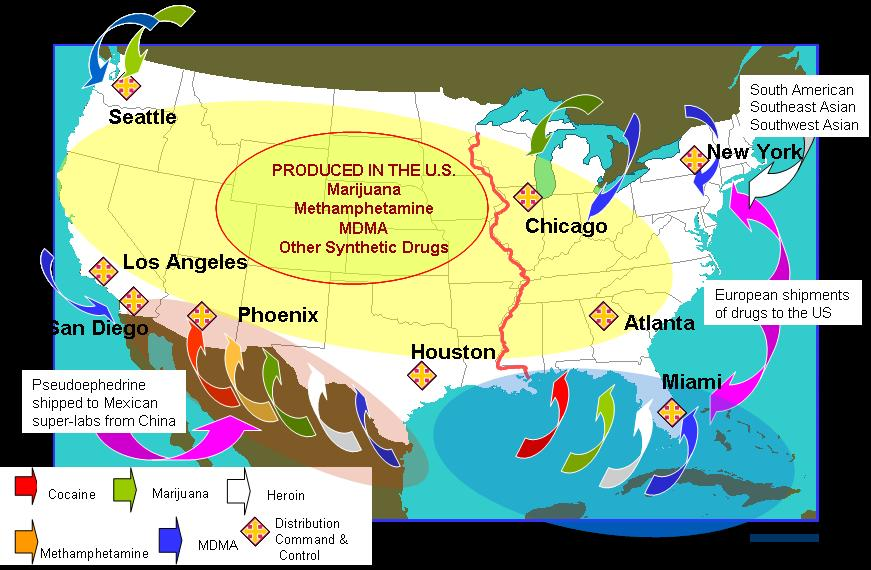 South American
Southeast Asian
Southwest Asian
Seattle
New York
PRODUCED IN THE U.S.
Marijuana
Methamphetamine
MDMA
Other Synthetic Drugs
Chicago
Los Angeles
European shipments
of drugs to the US
San Diego
Phoenix
Atlanta
Houston
Miami
Pseudoephedrine
shipped to Mexican
super-labs from China
Cocaine
Marijuana
Heroin
Methamphetamine
MDMA
Distribution
Command &
Control